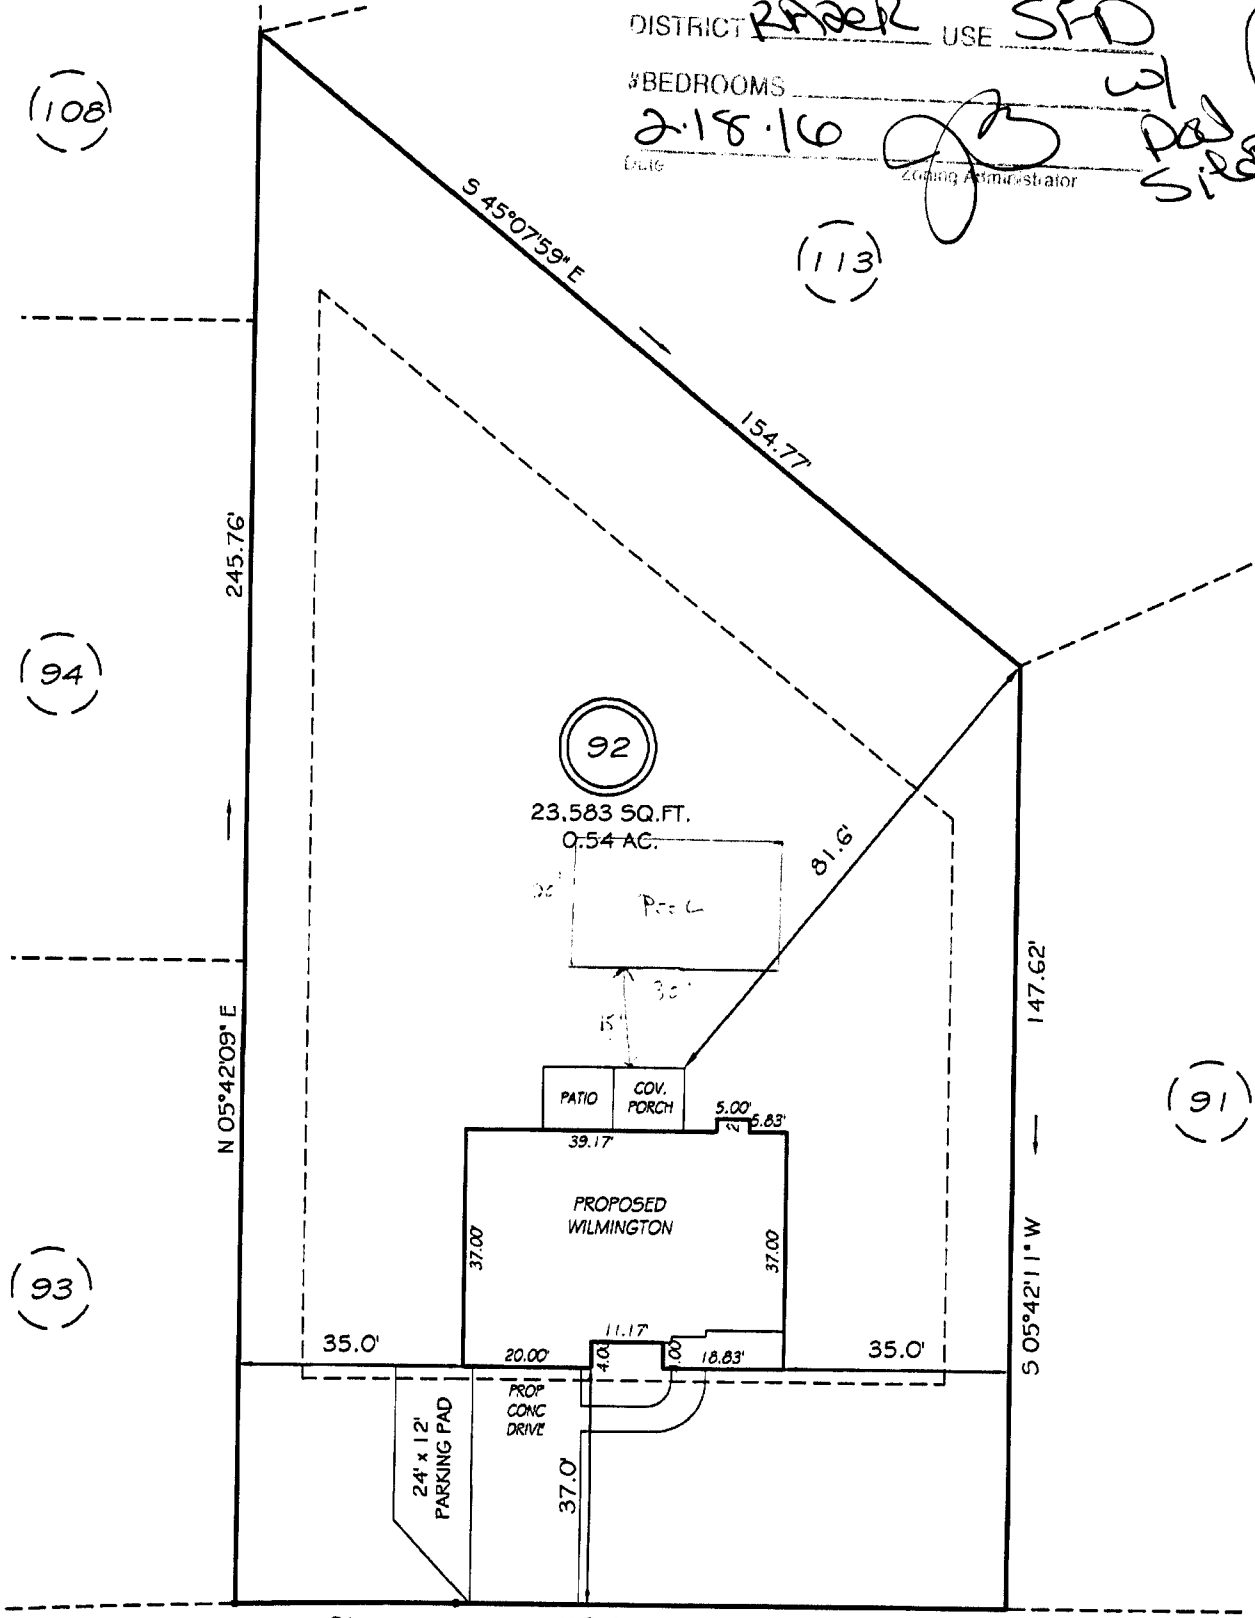 DISTRICT RA20R USE SFD
#BEDROOMS w/
2.18.16
Date Zoning Administrator
108
113
S 45°07'59" E
154.77'
245.76'
94
92
23,583 SQ.FT.
0.54 AC.
81.6'
20'
Pool
30'
15'
147.62'
N 05°42'09" E
PATIO
COV.
PORCH
91
5.00'
5.83'
39.17'
PROPOSED
WILMINGTON
37.00'
37.00'
S 05°42'11" W
93
11.17'
35.0'
20.00'
4.00
18.83'
35.0'
PROP
CONC
DRIVE
24' x 12'
PARKING PAD
37.0'